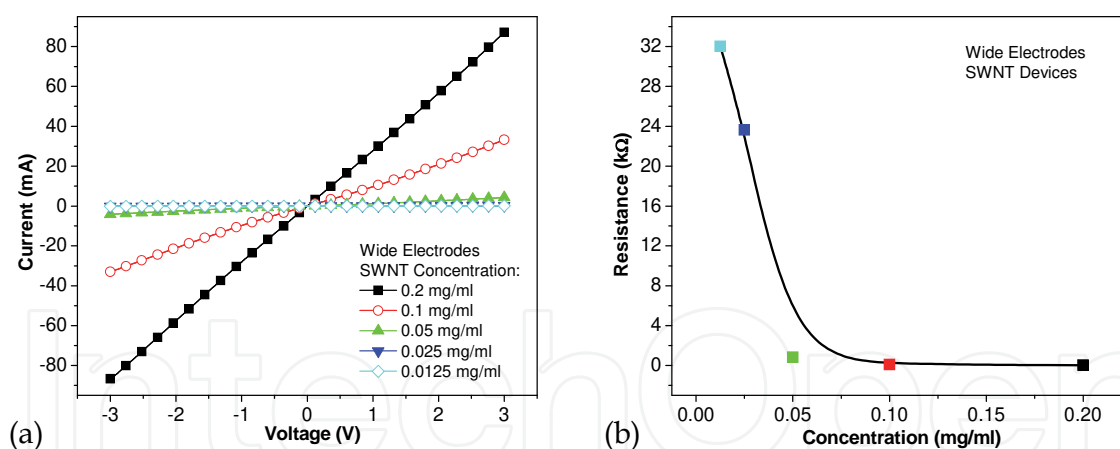 80
60
40
20
0
-20
-40
-60
-80
Current (mA)
-3 -2 -1 0 1 2 3
Voltage (V)
Wide Electrodes
SWNT Concentration:
0.2 mg/ml
0.1 mg/ml
0.05 mg/ml
0.025 mg/ml
0.0125 mg/ml
(a)
32
28
24
20
16
12
8
4
0
Resistance (kΩ)
0.00 0.05 0.10 0.15 0.20
Concentration (mg/ml)
Wide Electrodes
SWNT Devices
(b)